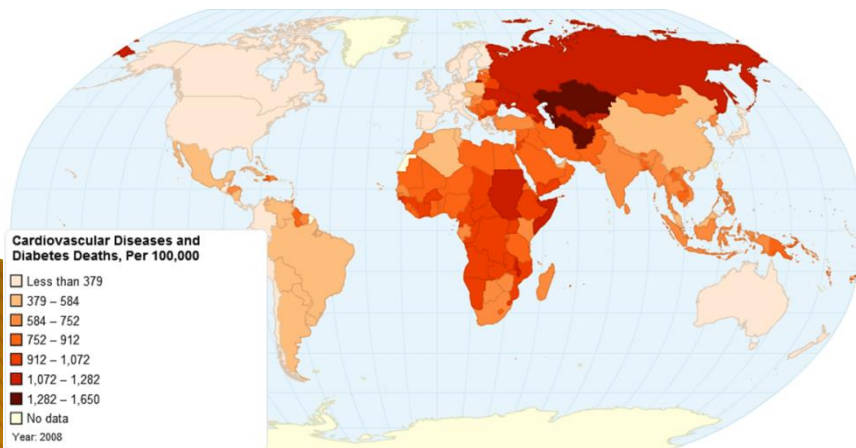 Cardiovascular Diseases and
Diabetes Deaths, Per 100,000
Less than 379
379 – 584
584 – 752
752 – 912
912 – 1,072
1,072 – 1,282
1,282 – 1,650
No data
Year: 2008